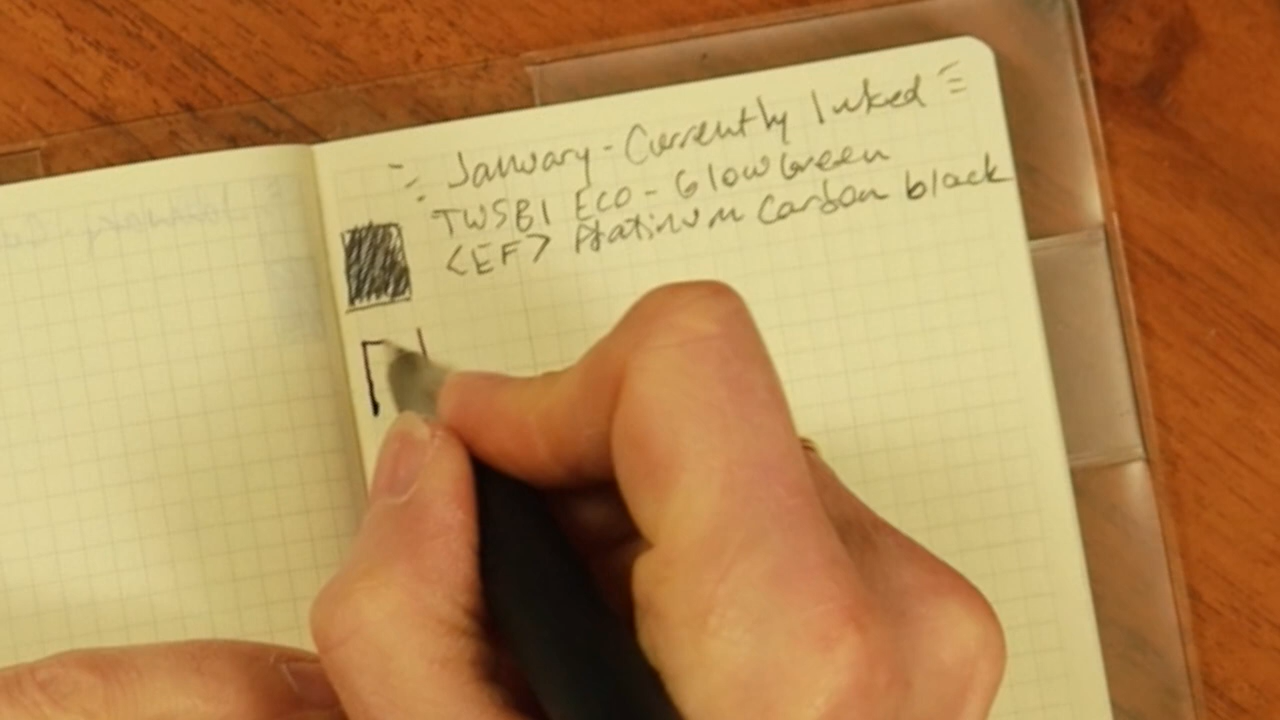 January - Currently Inked
TWSBI ECO - Glow Green
<EF> Platinum Carbon black